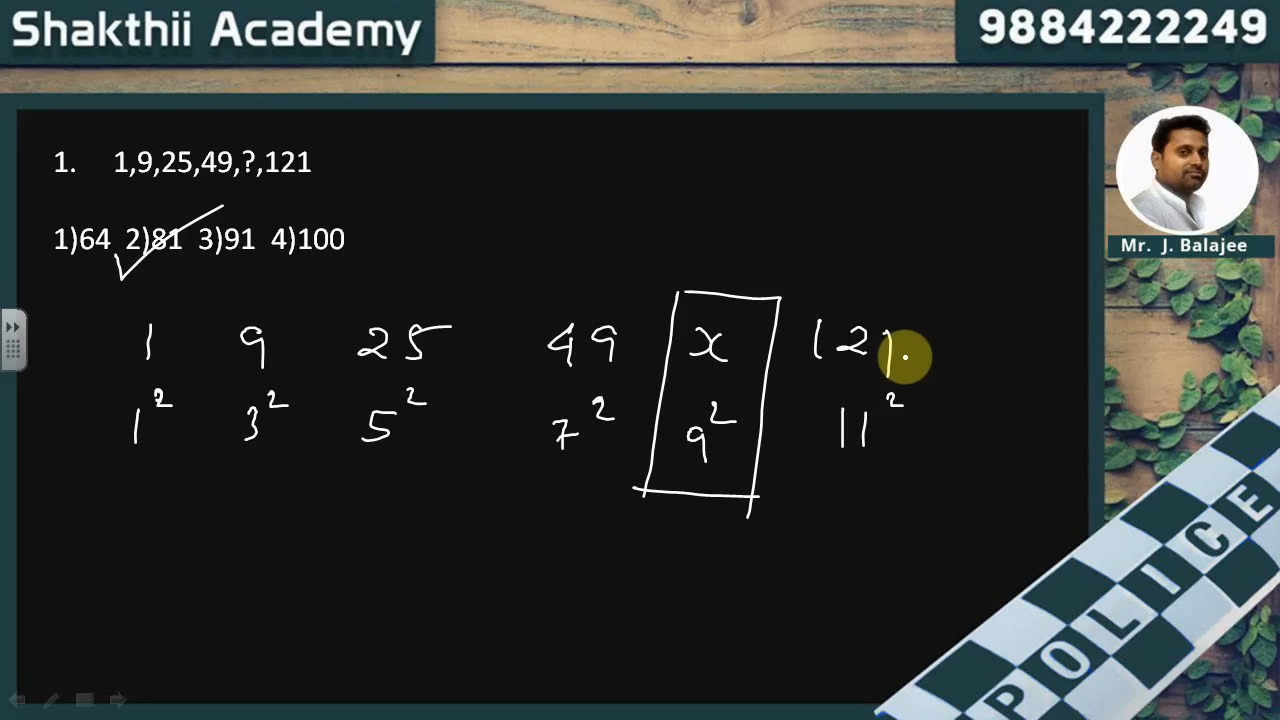 Shakthii Academy
9884222249
1. 1,9,25,49,?,121
1)64 2)81 3)91 4)100
Mr. J. Balajee
1 9 25 49 x 121
1² 3² 5² 7² 9² 11²
POLICE